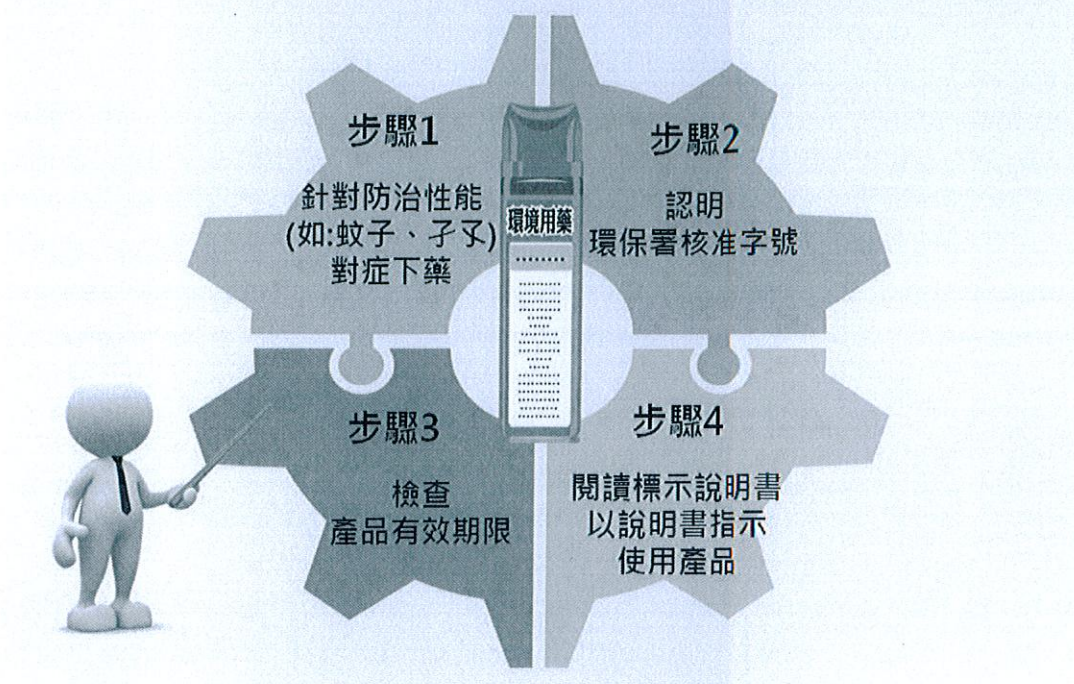 步驟1
針對防治性能
(如:蚊子、孑孓)
對症下藥
環境用藥
步驟2
認明
環保署核准字號
步驟3
檢查
產品有效期限
步驟4
閱讀標示說明書
以說明書指示
使用產品